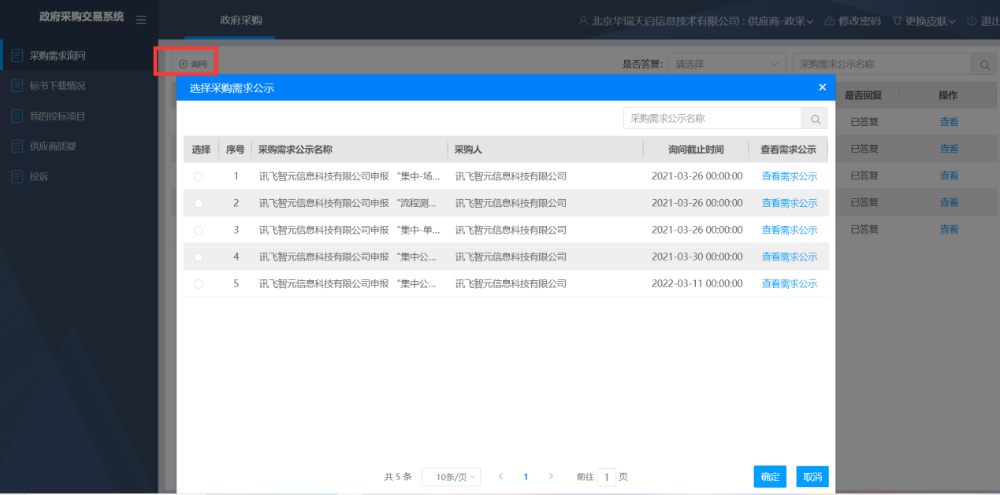 政府采购交易系统
政府采购
北京华瑞天启信息技术有限公司 : 供应商-政采
修改密码
更换皮肤
退出
采购需求询问
标书下载情况
我的投标项目
供应商质疑
投诉
询问
是否答复:
请选择
采购需求公示名称
是否回复 操作
已答复 查看
已答复 查看
已答复 查看
已答复 查看
已答复 查看
选择采购需求公示
采购需求公示名称
选择 序号 采购需求公示名称 采购人 询问截止时间 查看需求公示
1 讯飞智元信息科技有限公司申报 “集中-场... 讯飞智元信息科技有限公司 2021-03-26 00:00:00 查看需求公示
2 讯飞智元信息科技有限公司申报 “流程测... 讯飞智元信息科技有限公司 2021-03-26 00:00:00 查看需求公示
3 讯飞智元信息科技有限公司申报 “集中-单... 讯飞智元信息科技有限公司 2021-03-26 00:00:00 查看需求公示
4 讯飞智元信息科技有限公司申报 “集中公... 讯飞智元信息科技有限公司 2021-03-30 00:00:00 查看需求公示
5 讯飞智元信息科技有限公司申报 “集中公... 讯飞智元信息科技有限公司 2022-03-11 00:00:00 查看需求公示
共 5 条 10条/页 1 前往 1 页
确定 取消